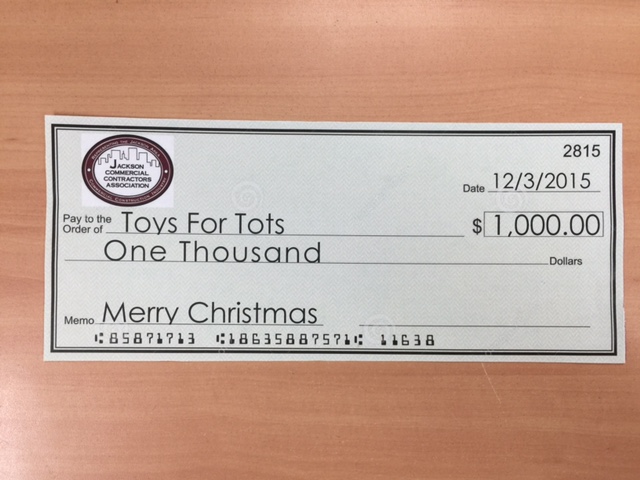 JACKSON
COMMERCIAL
CONTRACTORS
ASSOCIATION
2815
Date 12/3/2015
Pay to the
Order of Toys For Tots $ 1,000.00
One Thousand Dollars
Memo Merry Christmas
⑆85871713 ⑆18635887571⑆ 11638